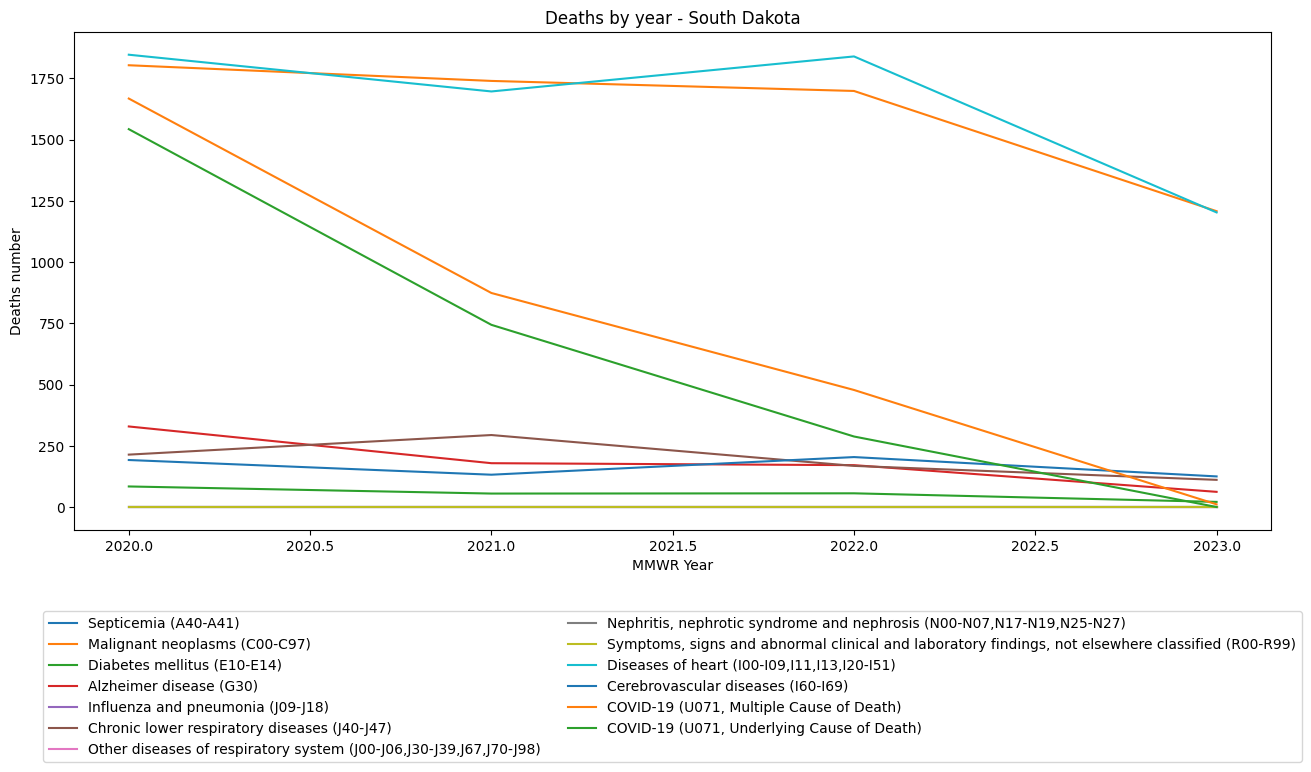 Deaths by year - South Dakota
1750
1500
1250
1000
750
500
250
0
Deaths number
2020.0
2020.5
2021.0
2021.5
2022.0
2022.5
2023.0
MMWR Year
Septicemia (A40-A41)
Malignant neoplasms (C00-C97)
Diabetes mellitus (E10-E14)
Alzheimer disease (G30)
Influenza and pneumonia (J09-J18)
Chronic lower respiratory diseases (J40-J47)
Other diseases of respiratory system (J00-J06,J30-J39,J67,J70-J98)
Nephritis, nephrotic syndrome and nephrosis (N00-N07,N17-N19,N25-N27)
Symptoms, signs and abnormal clinical and laboratory findings, not elsewhere classified (R00-R99)
Diseases of heart (I00-I09,I11,I13,I20-I51)
Cerebrovascular diseases (I60-I69)
COVID-19 (U071, Multiple Cause of Death)
COVID-19 (U071, Underlying Cause of Death)